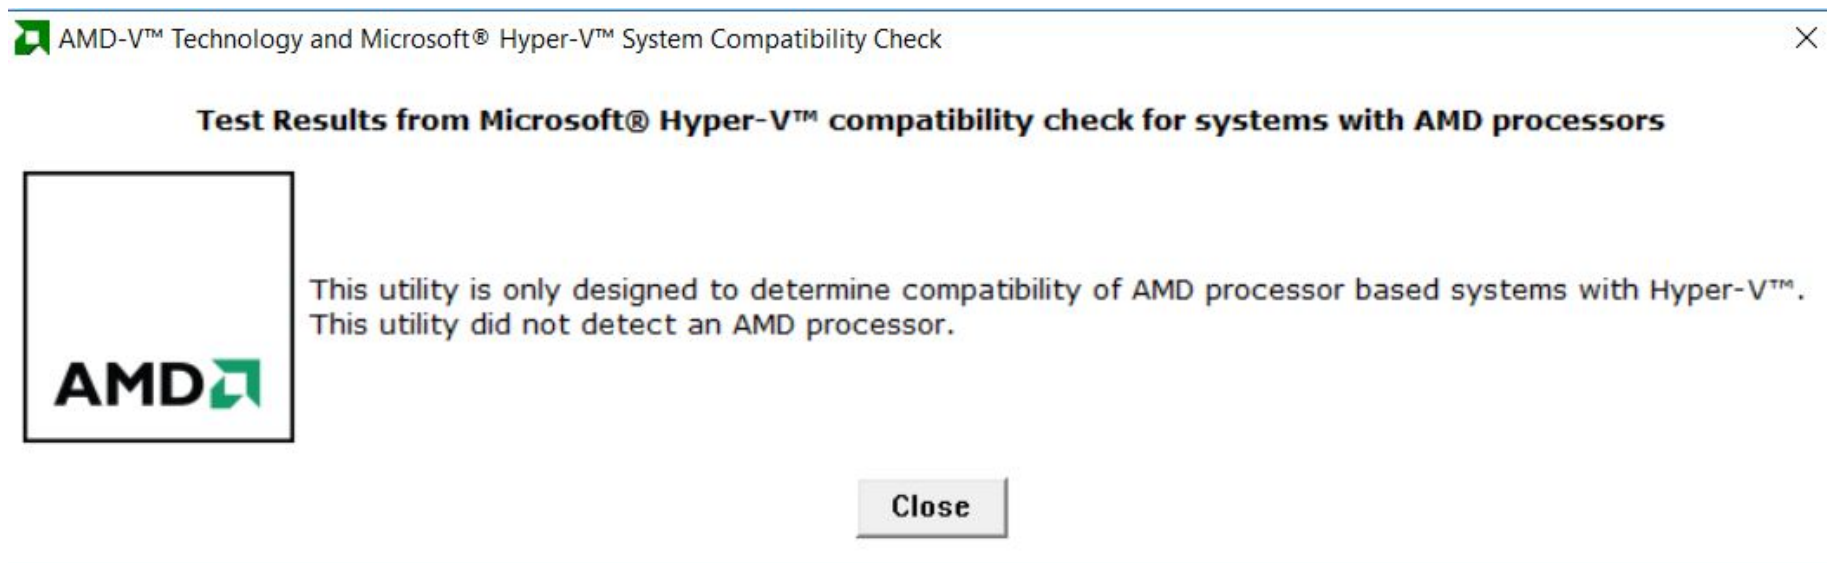 AMD-V™ Technology and Microsoft® Hyper-V™ System Compatibility Check
Test Results from Microsoft® Hyper-V™ compatibility check for systems with AMD processors
This utility is only designed to determine compatibility of AMD processor based systems with Hyper-V™.
This utility did not detect an AMD processor.
AMD
Close